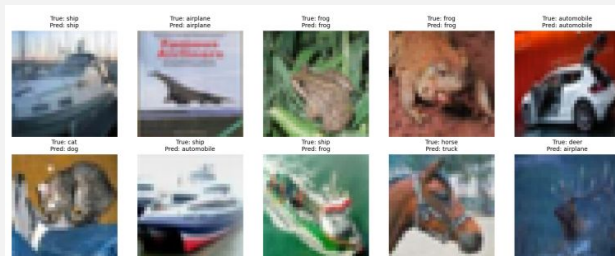 True: ship
Pred: ship
True: airplane
Pred: airplane
True: frog
Pred: frog
True: frog
Pred: frog
True: automobile
Pred: automobile
True: cat
Pred: dog
True: ship
Pred: automobile
True: ship
Pred: frog
True: horse
Pred: truck
True: deer
Pred: airplane